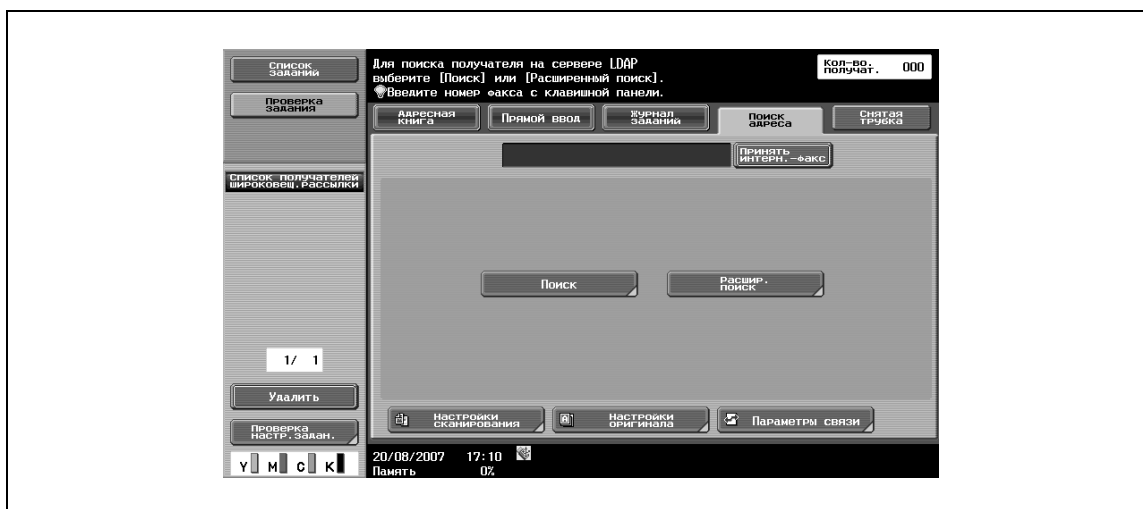 Список
заданий
Проверка
задания
Список получателей
широковещ.рассылки
1/ 1
Удалить
Проверка
настр.задан.
Y M C K
Для поиска получателя на сервере LDAP
выберите [Поиск] или [Расширенный поиск].
Введите номер факса с клавишной панели.
Кол-во.
получат. 000
Адресная
книга
Прямой ввод
Журнал
заданий
Поиск
адреса
Снятая
трубка
Принять
интерн.-факс
Поиск
Расшир.
поиск
Настройки
сканирования
Настройки
оригинала
Параметры связи
20/08/2007 17:10
Память 0%